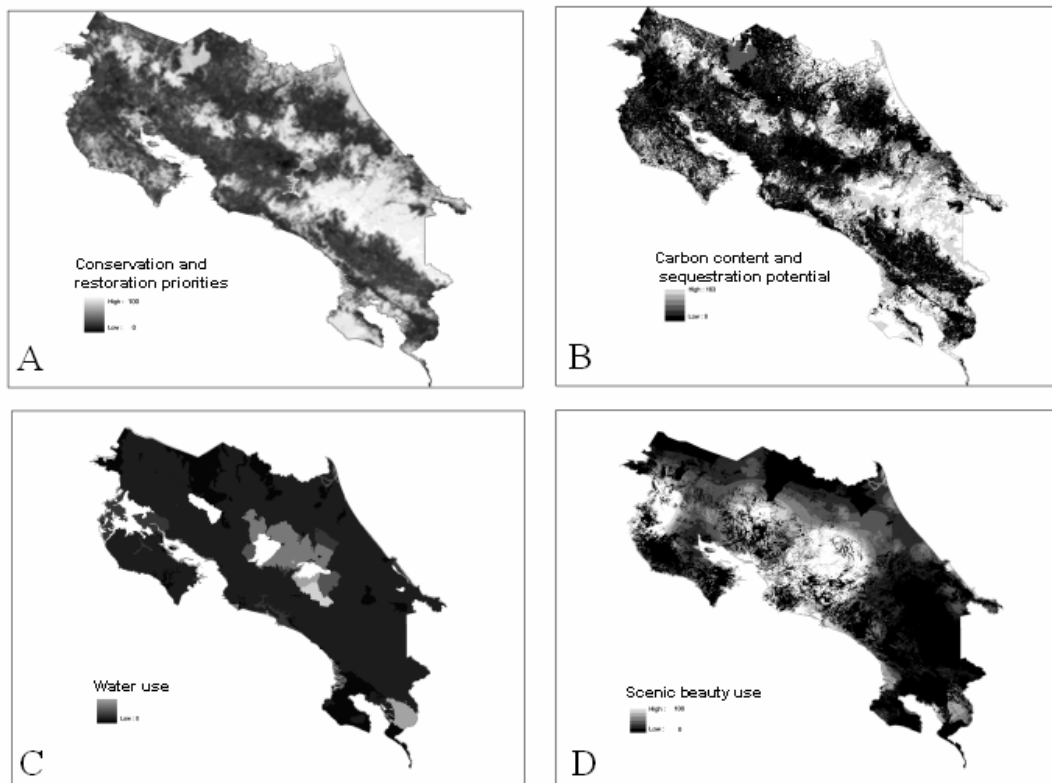 Conservation and
restoration priorities
High : 100
Low : 0
A
Carbon content and
sequestration potential
High :
Low : 0
B
Water use
Low : 0
C
Scenic beauty use
High : 100
Low : 0
D